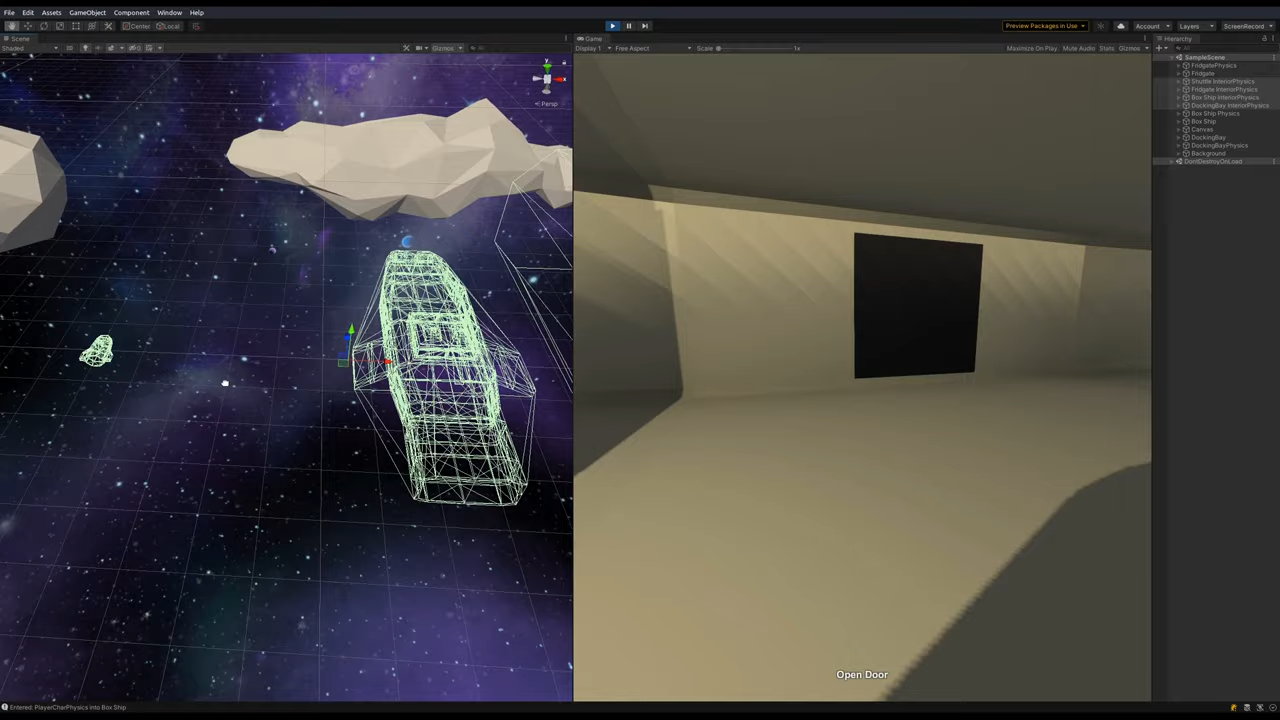 File Edit Assets GameObject Component Window Help
Center Local
Preview Packages in Use
Account
Layers
ScreenRecord
Scene
Game
Hierarchy
Shaded
Gizmos
Display 1
Free Aspect
Scale
1x
Maximize On Play
Mute Audio
Stats
Gizmos
y
x
Persp
SampleScene
FridgatePhysics
Fridgate
Shuttle InteriorPhysics
Fridgate InteriorPhysics
Box Ship InteriorPhysics
DockingBay InteriorPhysics
Box Ship Physics
Box Ship
Canvas
DockingBay
DockingBayPhysics
Background
DontDestroyOnLoad
Open Door
Entered: PlayerCharPhysics into Box Ship